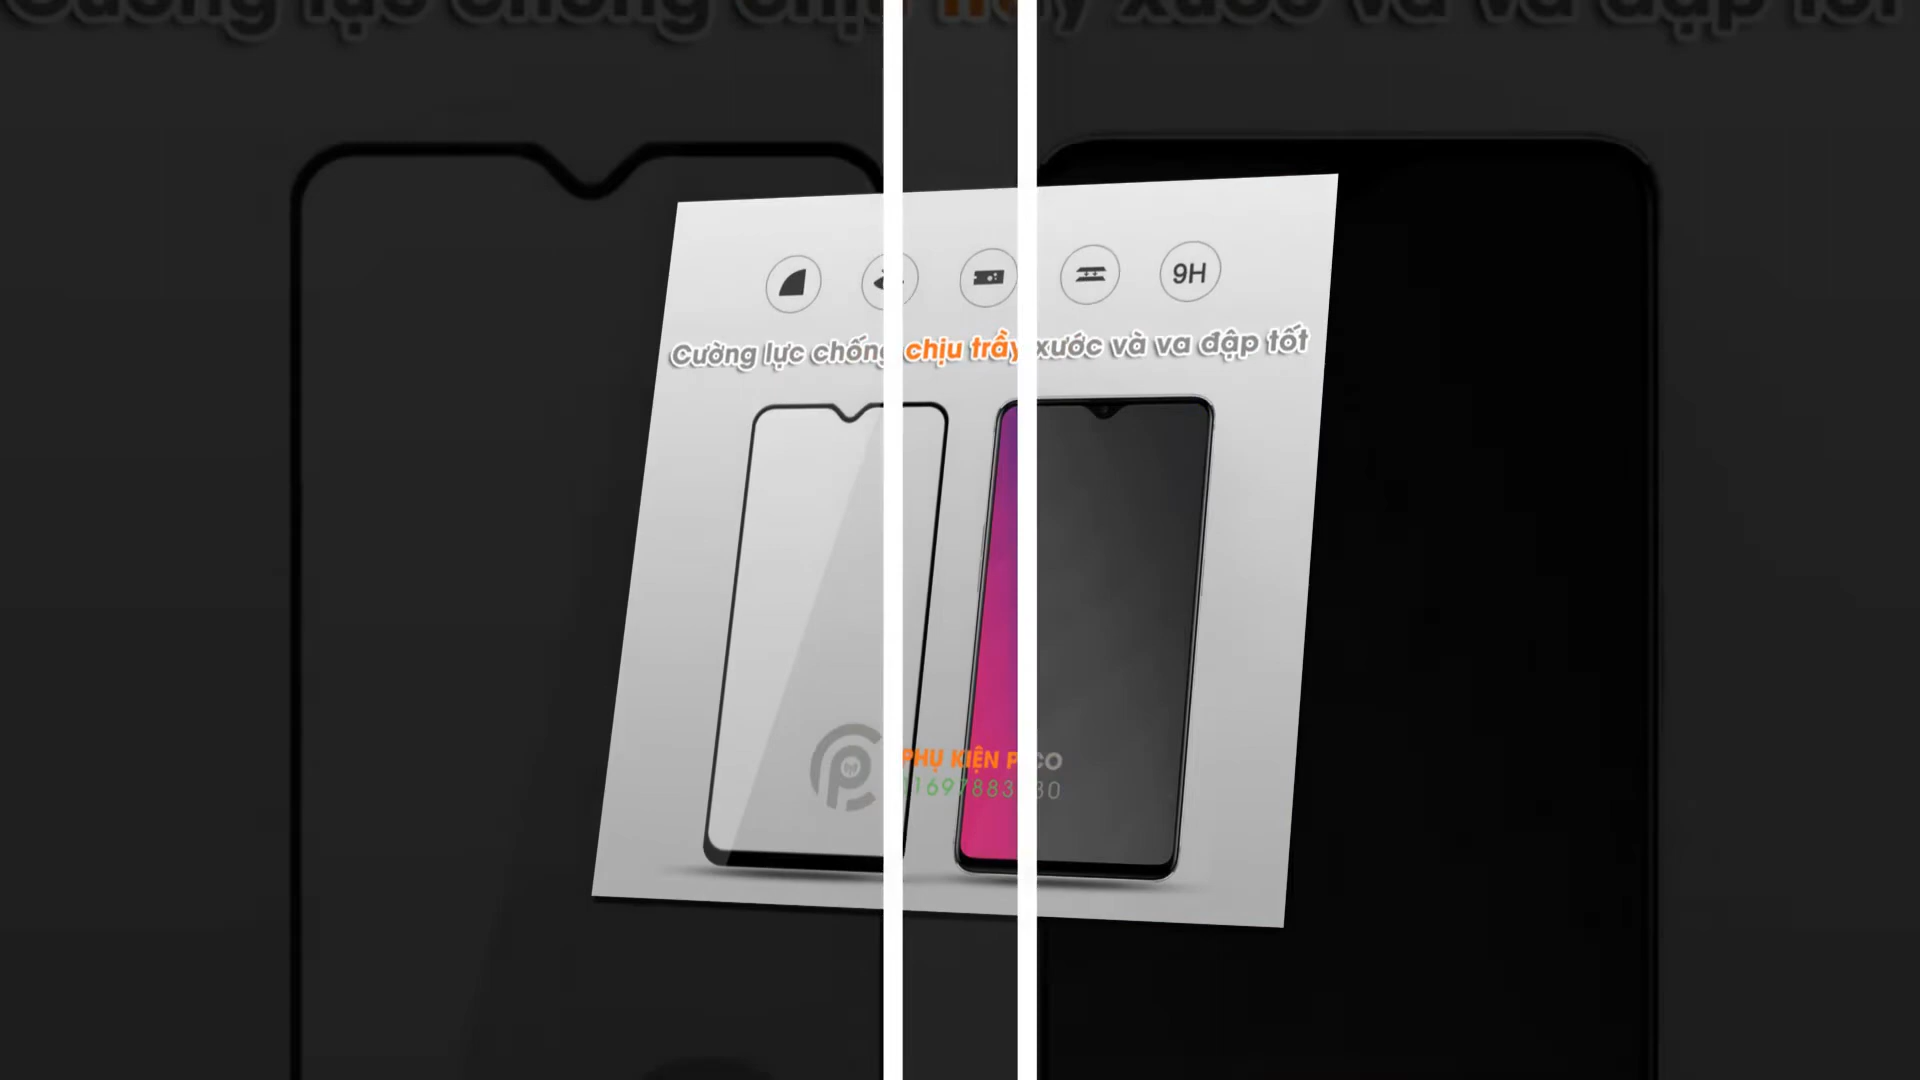 9H
Cường lực chống chịu trầy xước và va đập tốt
PHỤ KIỆN